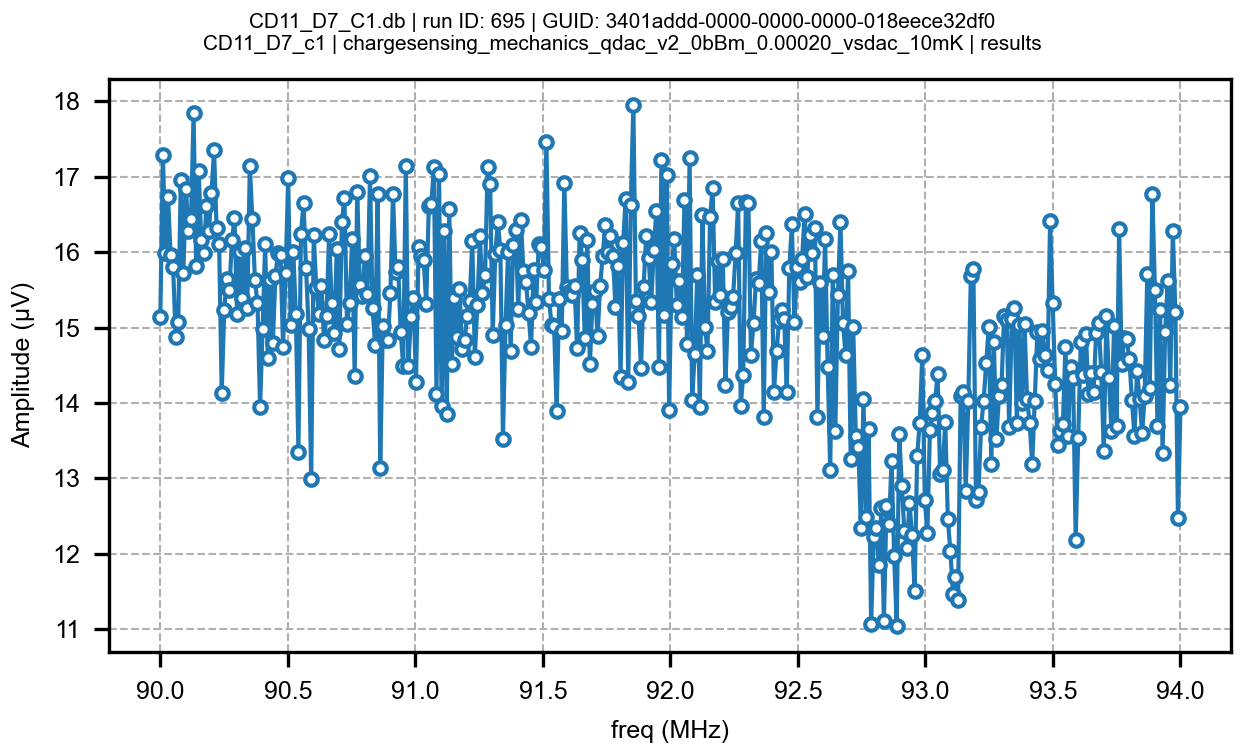 CD11_D7_C1.db | run ID: 695 | GUID: 3401addd-0000-0000-0000-018eece32df0
CD11_D7_c1 | chargesensing_mechanics_qdac_v2_0bBm_0.00020_vsdac_10mK | results
18
17
16
15
14
13
12
11
Amplitude (μV)
90.0 90.5 91.0 91.5 92.0 92.5 93.0 93.5 94.0
freq (MHz)